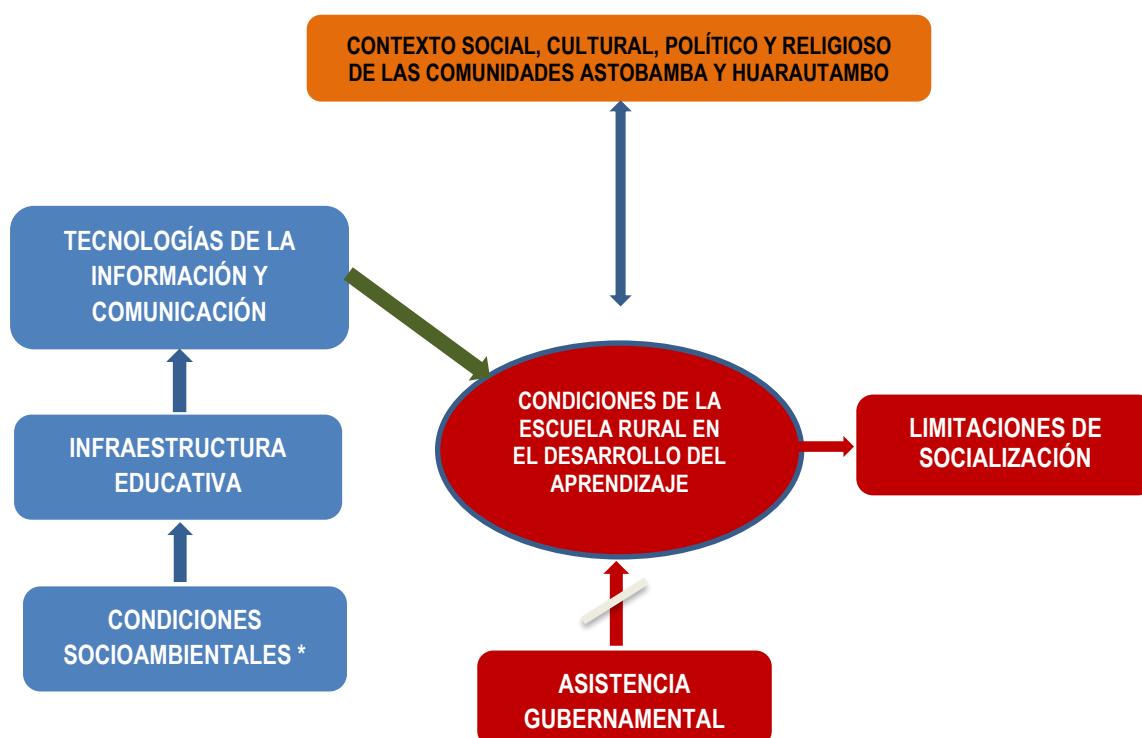 CONTEXTO SOCIAL, CULTURAL, POLÍTICO Y RELIGIOSO
DE LAS COMUNIDADES ASTOBAMBA Y HUARAUTAMBO
TECNOLOGÍAS DE LA
INFORMACIÓN Y
COMUNICACIÓN
INFRAESTRUCTURA
EDUCATIVA
CONDICIONES
SOCIOAMBIENTALES *
CONDICIONES DE LA
ESCUELA RURAL EN
EL DESARROLLO DEL
APRENDIZAJE
LIMITACIONES DE
SOCIALIZACIÓN
ASISTENCIA
GUBERNAMENTAL